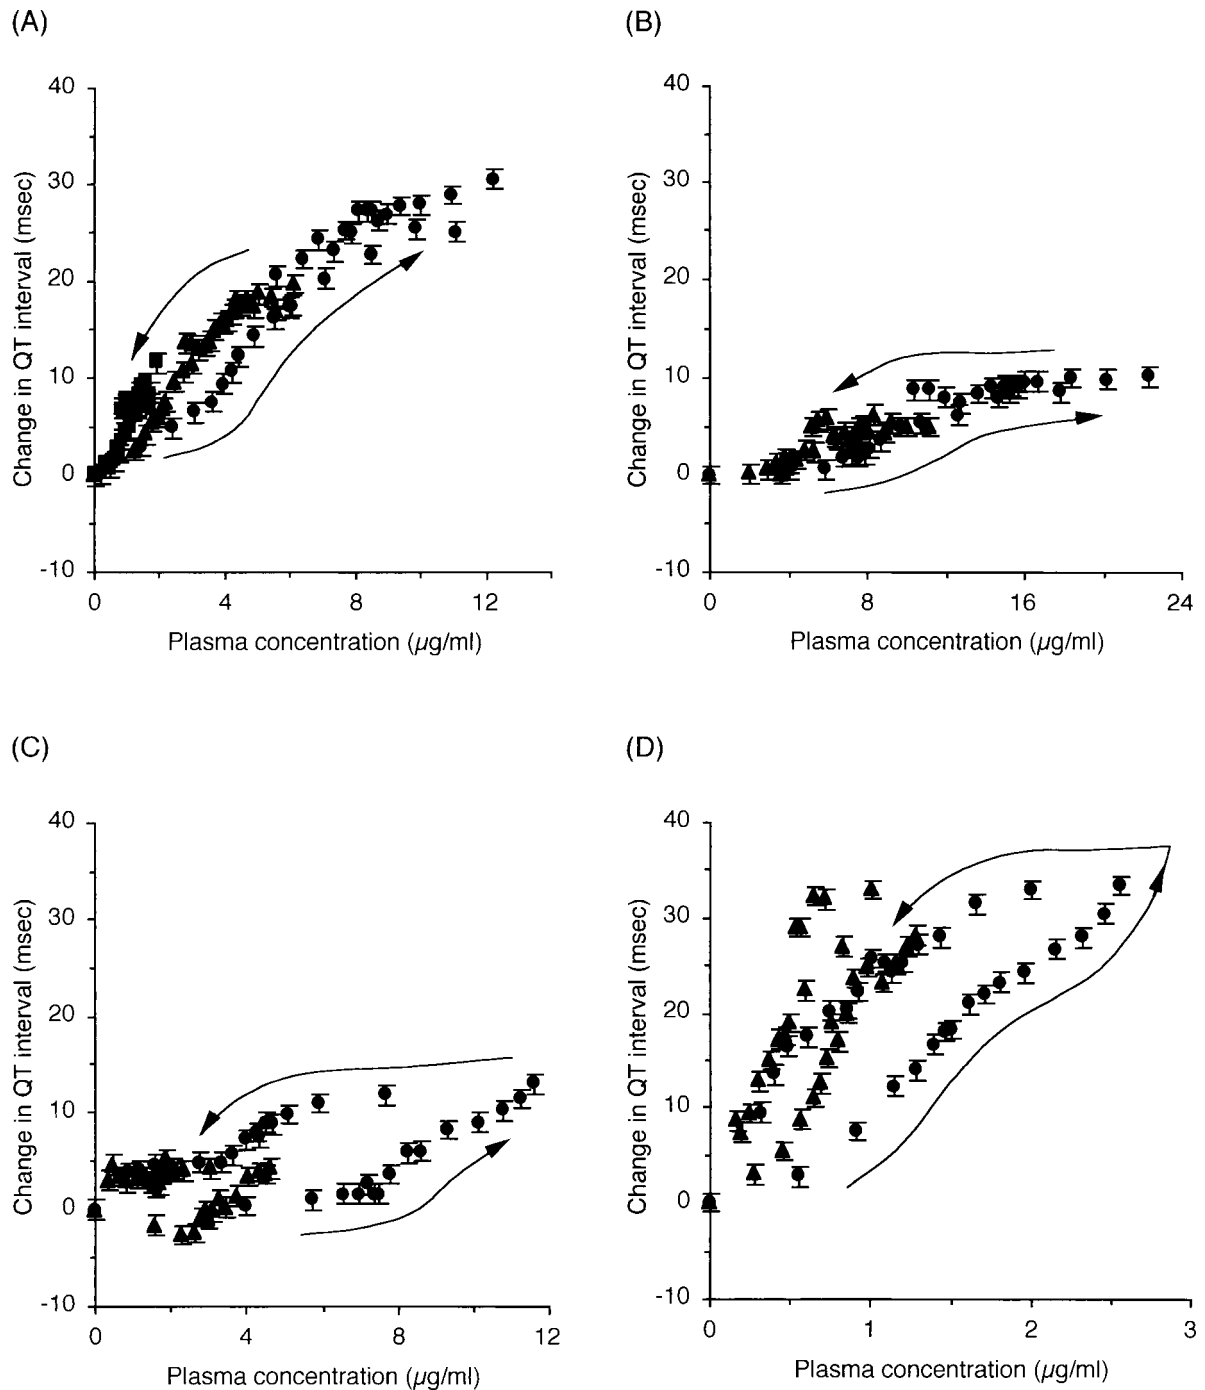 (A)
(B)
40
30
20
10
0
-10
Change in QT interval (msec)
0 4 8 12
Plasma concentration (µg/ml)
40
30
20
10
0
-10
Change in QT interval (msec)
0 8 16 24
Plasma concentration (µg/ml)
(C)
(D)
40
30
20
10
0
-10
Change in QT interval (msec)
0 4 8 12
Plasma concentration (µg/ml)
40
30
20
10
0
-10
Change in QT interval (msec)
0 1 2 3
Plasma concentration (µg/ml)